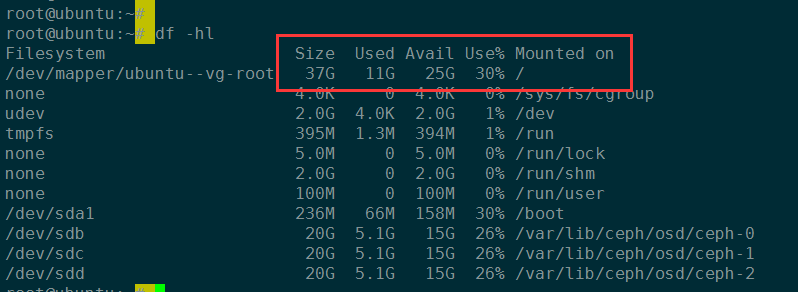 root@ubuntu:~#
root@ubuntu:~# df -hl
Filesystem Size Used Avail Use% Mounted on
/dev/mapper/ubuntu--vg-root 37G 11G 25G 30% /
none 4.0K 0 4.0K 0% /sys/fs/cgroup
udev 2.0G 4.0K 2.0G 1% /dev
tmpfs 395M 1.3M 394M 1% /run
none 5.0M 0 5.0M 0% /run/lock
none 2.0G 0 2.0G 0% /run/shm
none 100M 0 100M 0% /run/user
/dev/sda1 236M 66M 158M 30% /boot
/dev/sdb 20G 5.1G 15G 26% /var/lib/ceph/osd/ceph-0
/dev/sdc 20G 5.1G 15G 26% /var/lib/ceph/osd/ceph-1
/dev/sdd 20G 5.1G 15G 26% /var/lib/ceph/osd/ceph-2
root@ubuntu:~#